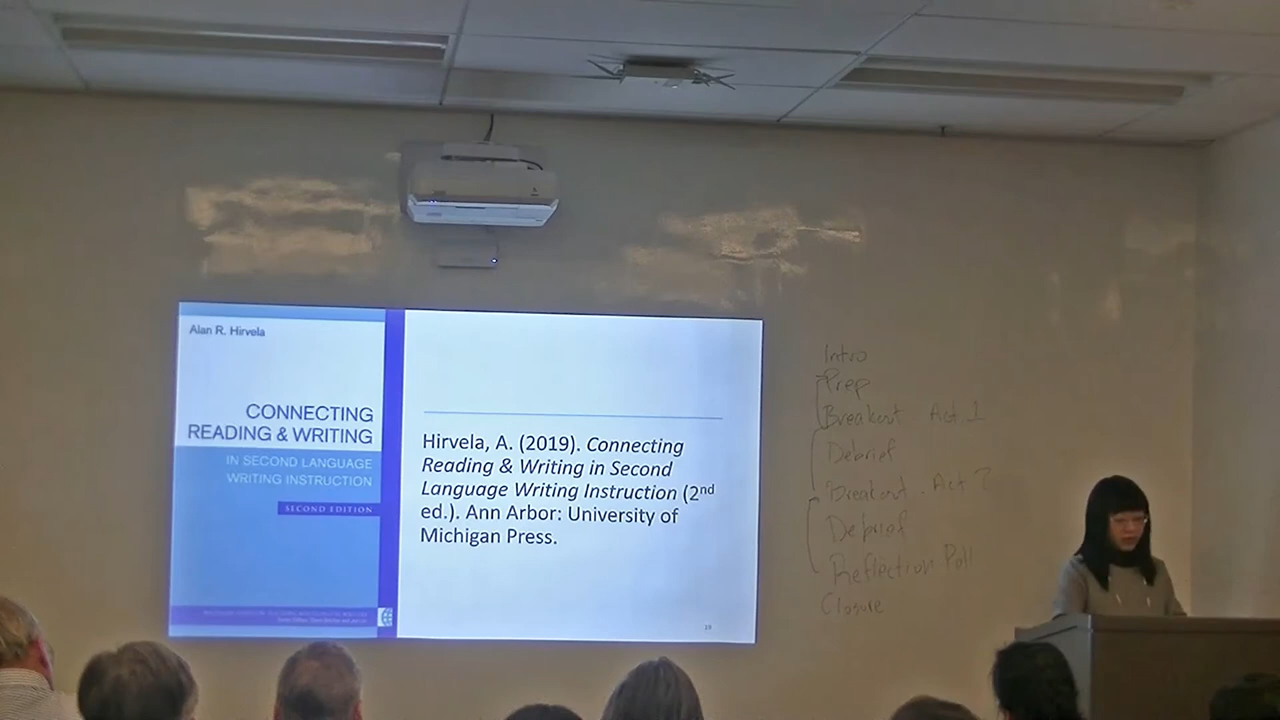 Alan R. Hirvela
CONNECTING
READING & WRITING
IN SECOND LANGUAGE
WRITING INSTRUCTION
SECOND EDITION
Hirvela, A. (2019). Connecting
Reading & Writing in Second
Language Writing Instruction (2nd
ed.). Ann Arbor: University of
Michigan Press.
19
Intro
Prep
Breakout - Act. 1
Debrief
Breakout - Act 2
Debrief
Reflection Poll
Closure